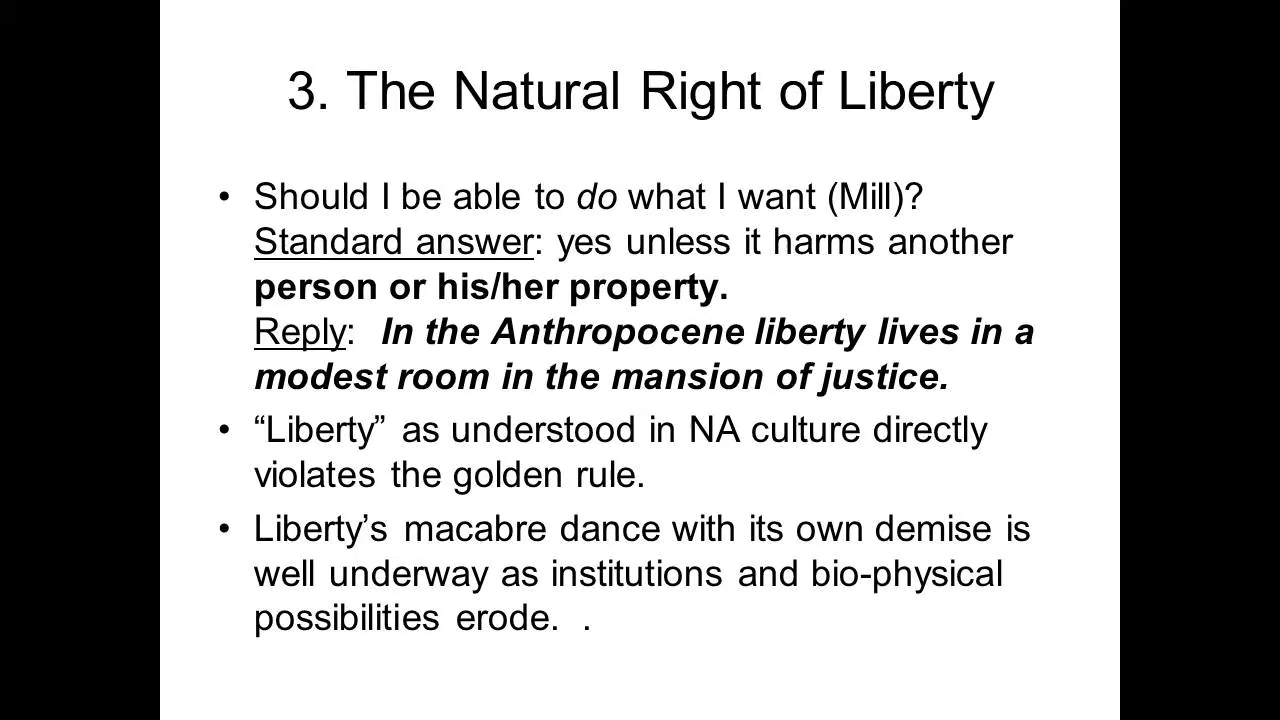 3. The Natural Right of Liberty
• Should I be able to do what I want (Mill)?
Standard answer: yes unless it harms another
person or his/her property.
Reply: In the Anthropocene liberty lives in a
modest room in the mansion of justice.
• “Liberty” as understood in NA culture directly
violates the golden rule.
• Liberty’s macabre dance with its own demise is
well underway as institutions and bio-physical
possibilities erode. .